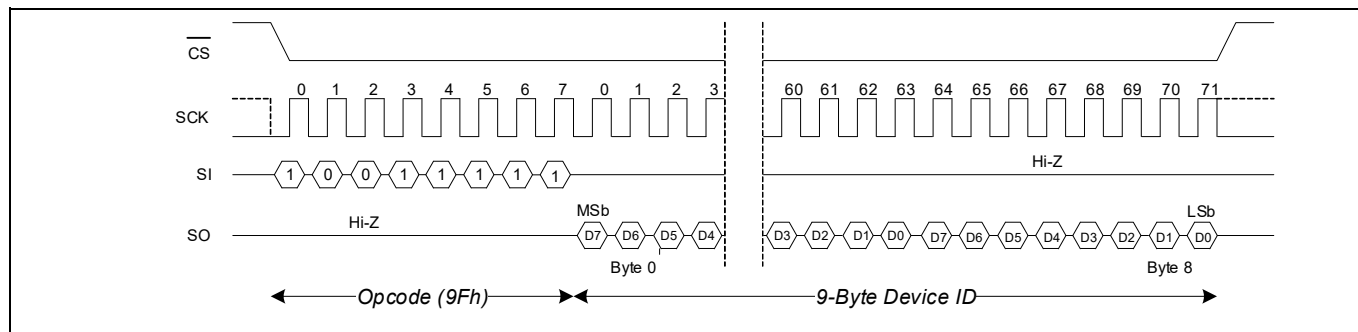 CS
0 1 2 3 4 5 6 7 0 1 2 3 60 61 62 63 64 65 66 67 68 69 70 71
SCK
Hi-Z
SI 1 0 0 1 1 1 1 1
MSb LSb
Hi-Z
SO D7 D6 D5 D4 D3 D2 D1 D0 D7 D6 D5 D4 D3 D2 D1 D0
Byte 0 Byte 8
Opcode (9Fh) 9-Byte Device ID